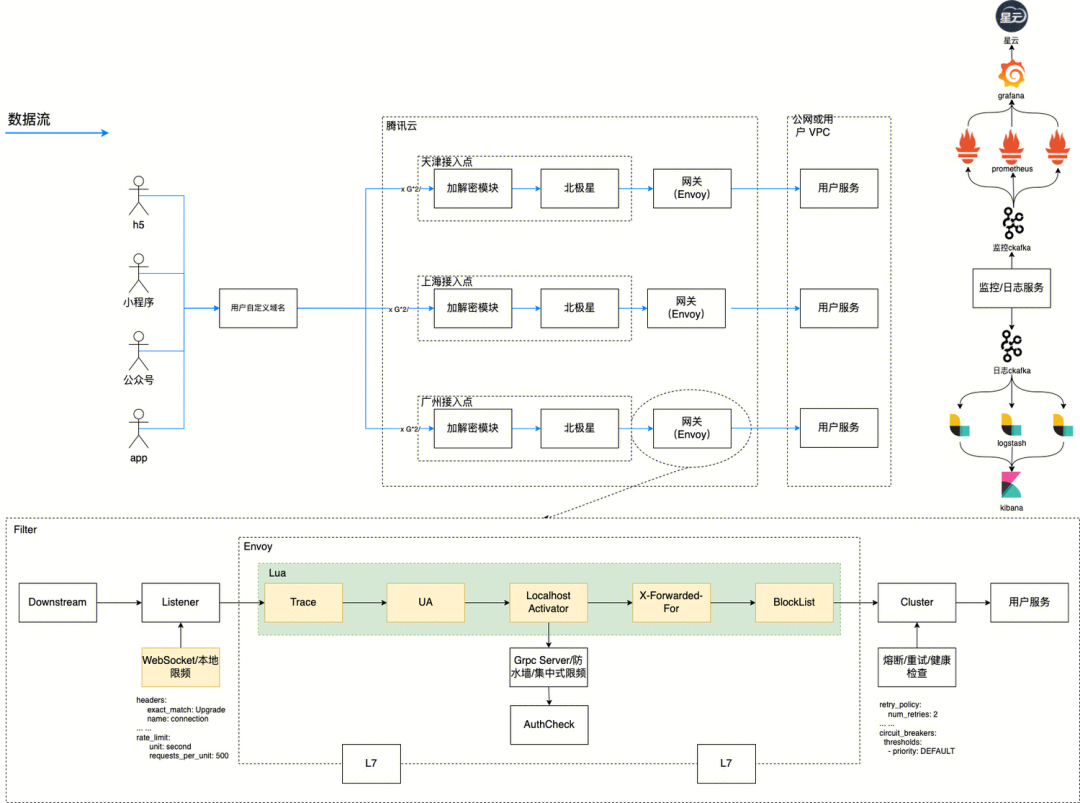 星云
星云
grafana
prometheus
监控ckafka
监控/日志服务
日志ckafka
logstash
kibana
数据流
h5
小程序
公众号
app
用户自定义域名
腾讯云
天津接入点
x G*2/
加解密模块
北极星
网关
(Envoy)
上海接入点
x G*2/
加解密模块
北极星
网关
(Envoy)
广州接入点
x G*2/
加解密模块
北极星
网关
(Envoy)
公网或用
户 VPC
用户服务
用户服务
用户服务
Filter
Envoy
Lua
Downstream
Listener
Trace
UA
Localhost
Activator
X-Forwarded-
For
BlockList
Cluster
用户服务
WebSocket/本地
限频
Grpc Server/防
水墙/集中式限频
AuthCheck
熔断/重试/健康
检查
headers:
exact_match: Upgrade
name: connection
... ...
rate_limit:
unit: second
requests_per_unit: 500
retry_policy:
num_retries: 2
... ...
circuit_breakers:
thresholds:
- priority: DEFAULT
L7
L7